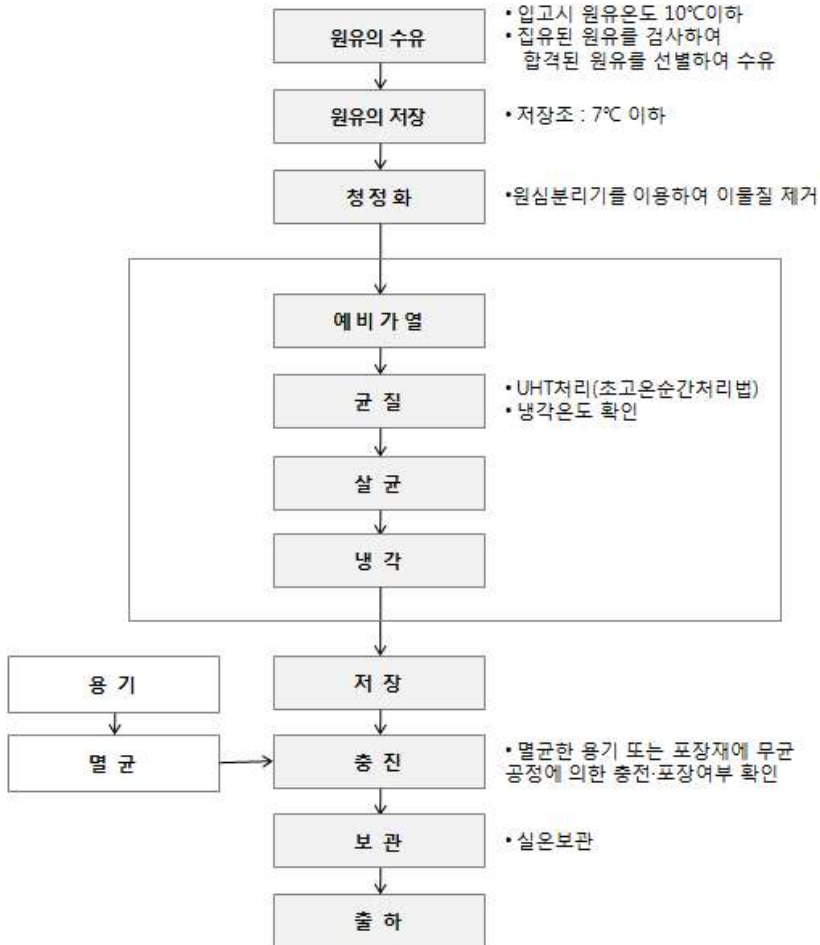 원유의 수유
• 입고시 원유온도 10℃이하
• 집유된 원유를 검사하여
합격된 원유를 선별하여 수유
원유의 저장
• 저장조 : 7℃ 이하
청정화
•원심분리기를 이용하여 이물질 제거
예비가열
균 질
• UHT처리(초고온순간처리법)
• 냉각온도 확인
살 균
냉 각
용 기
저 장
멸 균
충 진
• 멸균한 용기 또는 포장재에 무균
공정에 의한 충전·포장여부 확인
보 관
• 실온보관
출 하